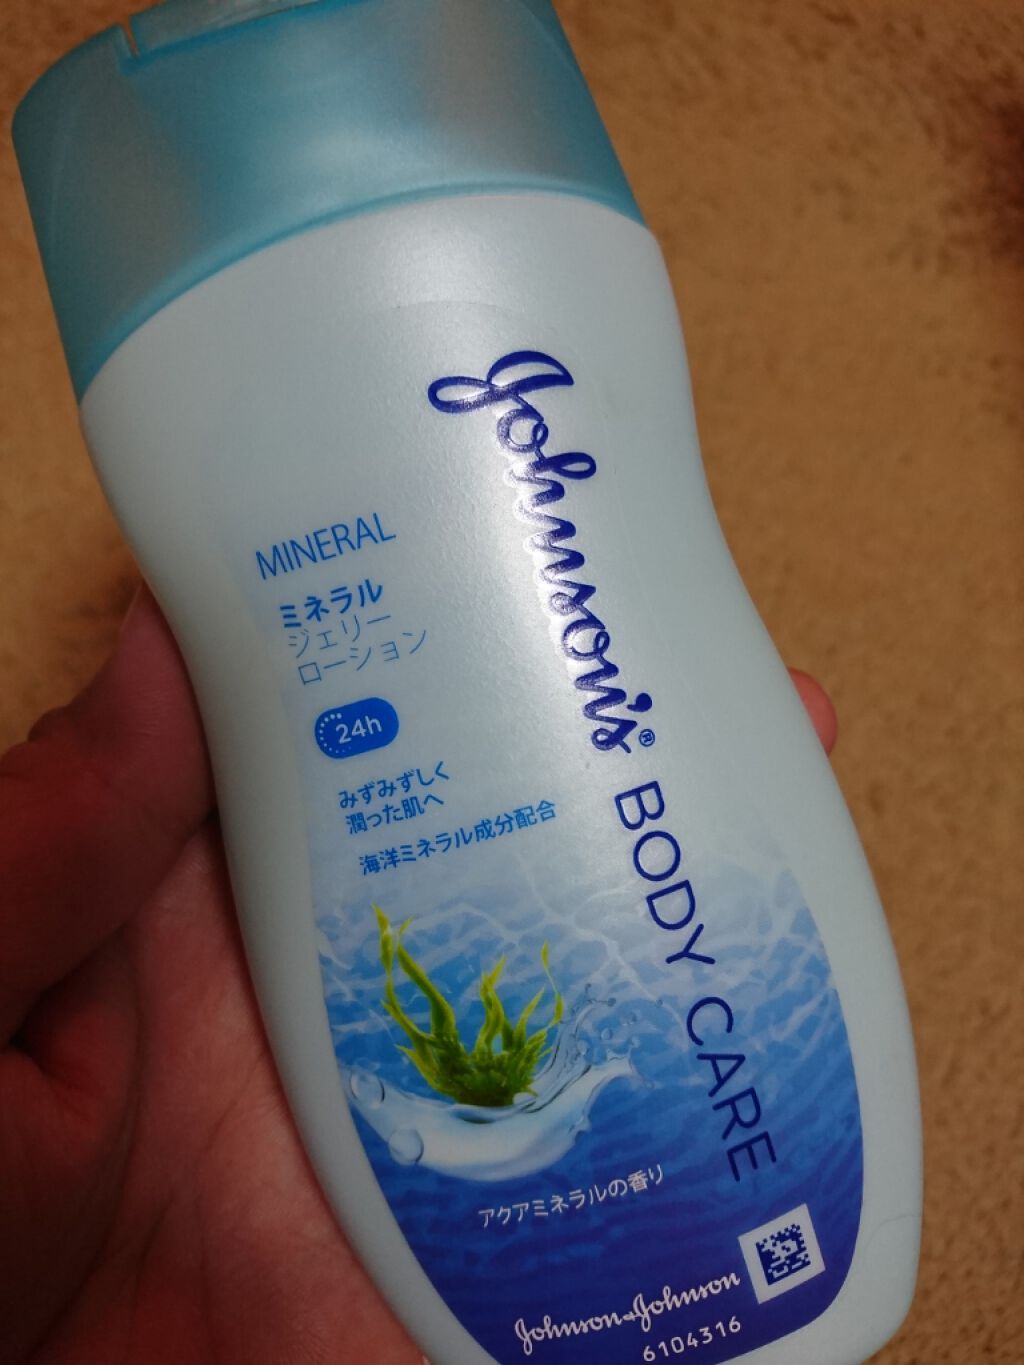 Johnson's® BODY CARE
MINERAL
ミネラル
ジェリー
ローション
24h
みずみずしく
潤った肌へ
海洋ミネラル成分配合
アクアミネラルの香り
Johnson&Johnson
6104316